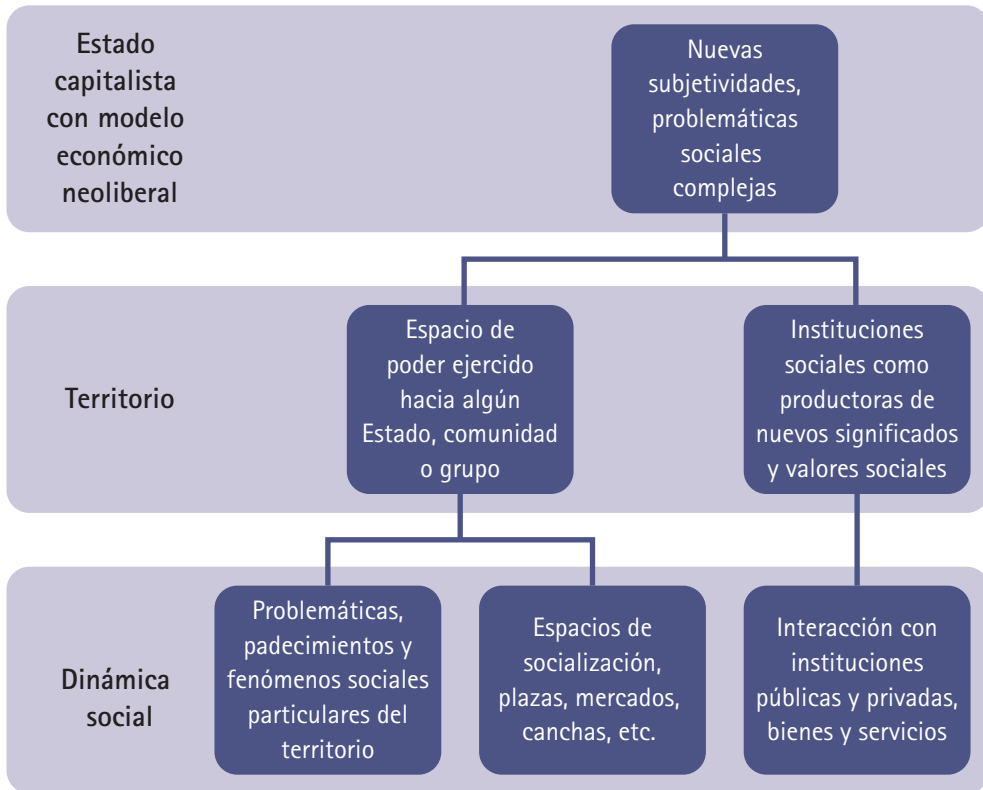 Estado
capitalista
con modelo
económico
neoliberal
Nuevas
subjetividades,
problemáticas
sociales
complejas
Territorio
Espacio de
poder ejercido
hacia algún
Estado, comunidad
o grupo
Instituciones
sociales como
productoras de
nuevos significados
y valores sociales
Dinámica
social
Problemáticas,
padecimientos y
fenómenos sociales
particulares del
territorio
Espacios de
socialización,
plazas, mercados,
canchas, etc.
Interacción con
instituciones
públicas y privadas,
bienes y servicios